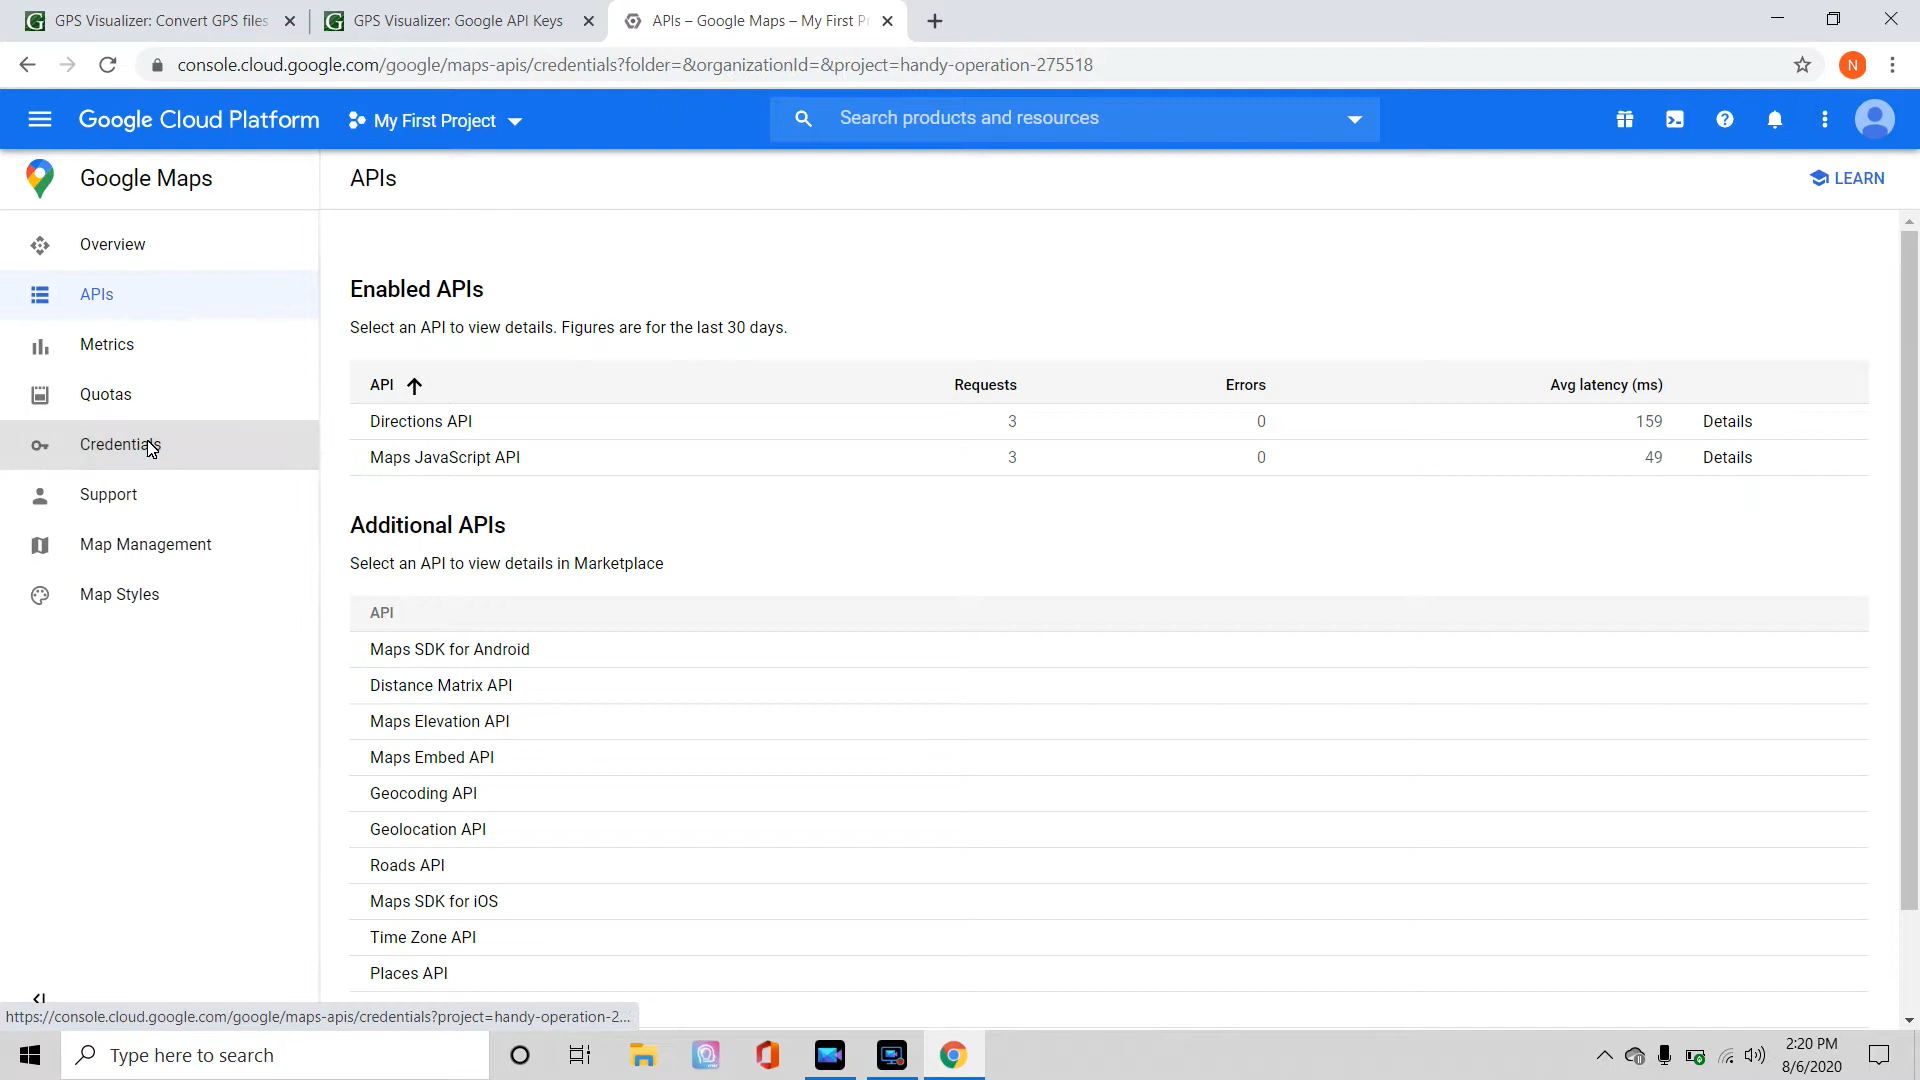 GPS Visualizer: Convert GPS files
GPS Visualizer: Google API Keys
APIs – Google Maps – My First P
console.cloud.google.com/google/maps-apis/credentials?folder=&organizationId=&project=handy-operation-275518
N
Google Cloud Platform
My First Project
Search products and resources
Google Maps
APIs
LEARN
Overview
APIs
Metrics
Quotas
Credentials
Support
Map Management
Map Styles
Enabled APIs
Select an API to view details. Figures are for the last 30 days.
API Requests Errors Avg latency (ms)
Directions API 3 0 159 Details
Maps JavaScript API 3 0 49 Details
Additional APIs
Select an API to view details in Marketplace
API
Maps SDK for Android
Distance Matrix API
Maps Elevation API
Maps Embed API
Geocoding API
Geolocation API
Roads API
Maps SDK for iOS
Time Zone API
Places API
https://console.cloud.google.com/google/maps-apis/credentials?project=handy-operation-2...
Type here to search
2:20 PM
8/6/2020